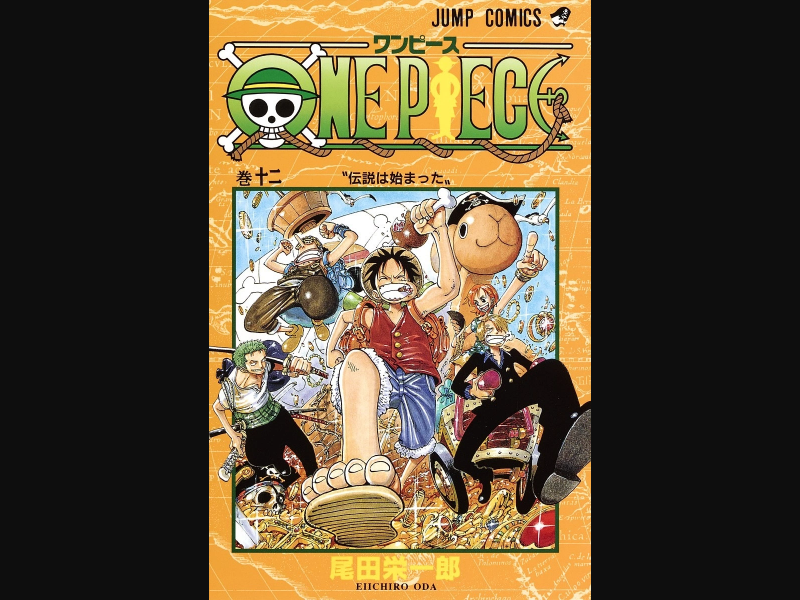 JUMP COMICS
ワンピース
ONE PIECE
巻十二
〝伝説は始まった〟
尾田栄一郎
EIICHIRO ODA